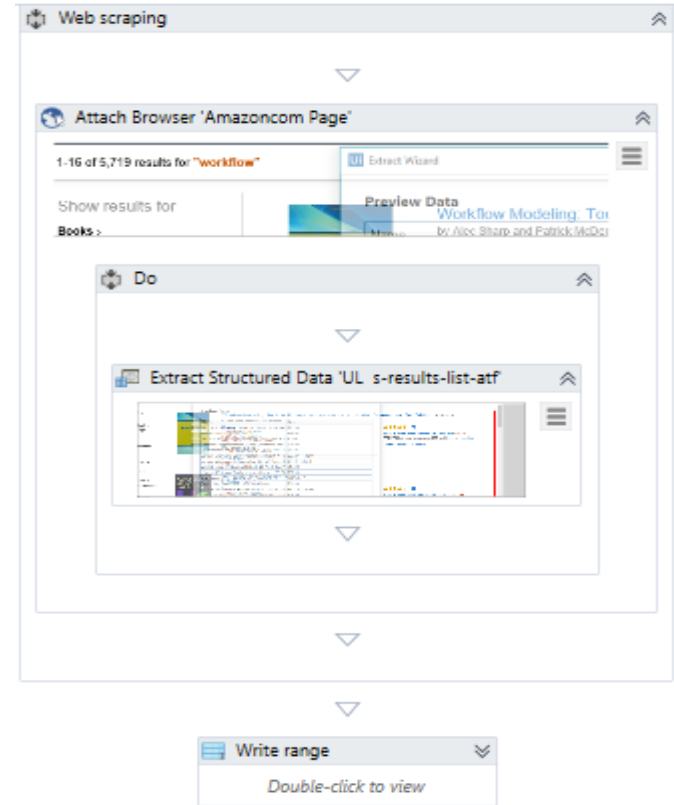 Web scraping
Attach Browser 'Amazoncom Page'
1-16 of 5,719 results for "workflow"
Extract Wizard
Show results for
Preview Data
Workflow Modeling: To
Books >
by Alec Sharp and Patrick McDer
Do
Extract Structured Data 'UL s-results-list-atf'
Write range
Double-click to view